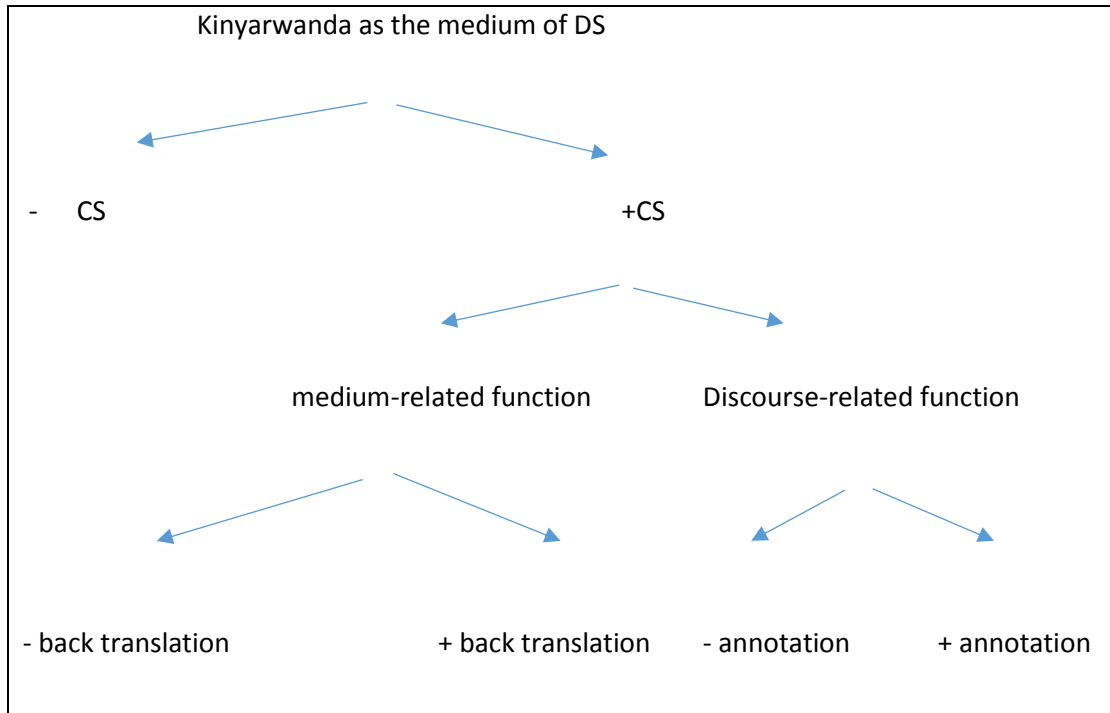 Kinyarwanda as the medium of DS
- CS +CS
medium-related function Discourse-related function
- back translation + back translation - annotation + annotation